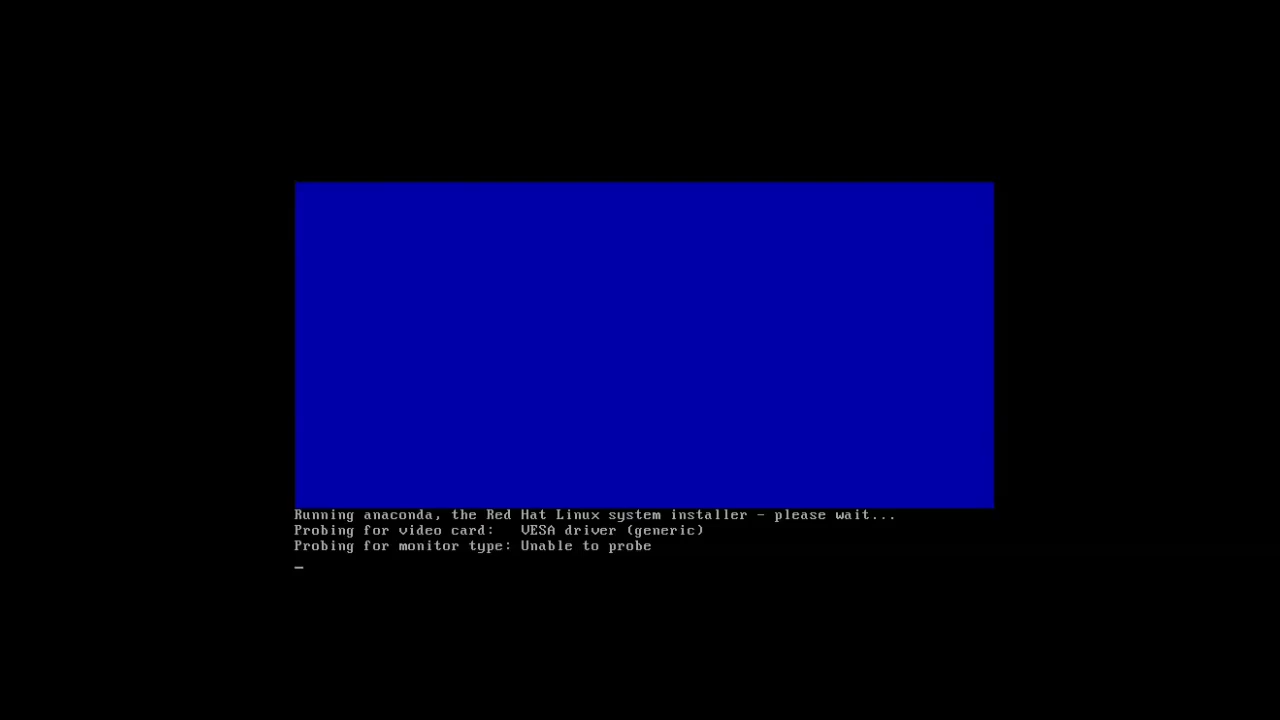 Running anaconda, the Red Hat Linux system installer - please wait...
Probing for video card:   VESA driver (generic)
Probing for monitor type: Unable to probe
_